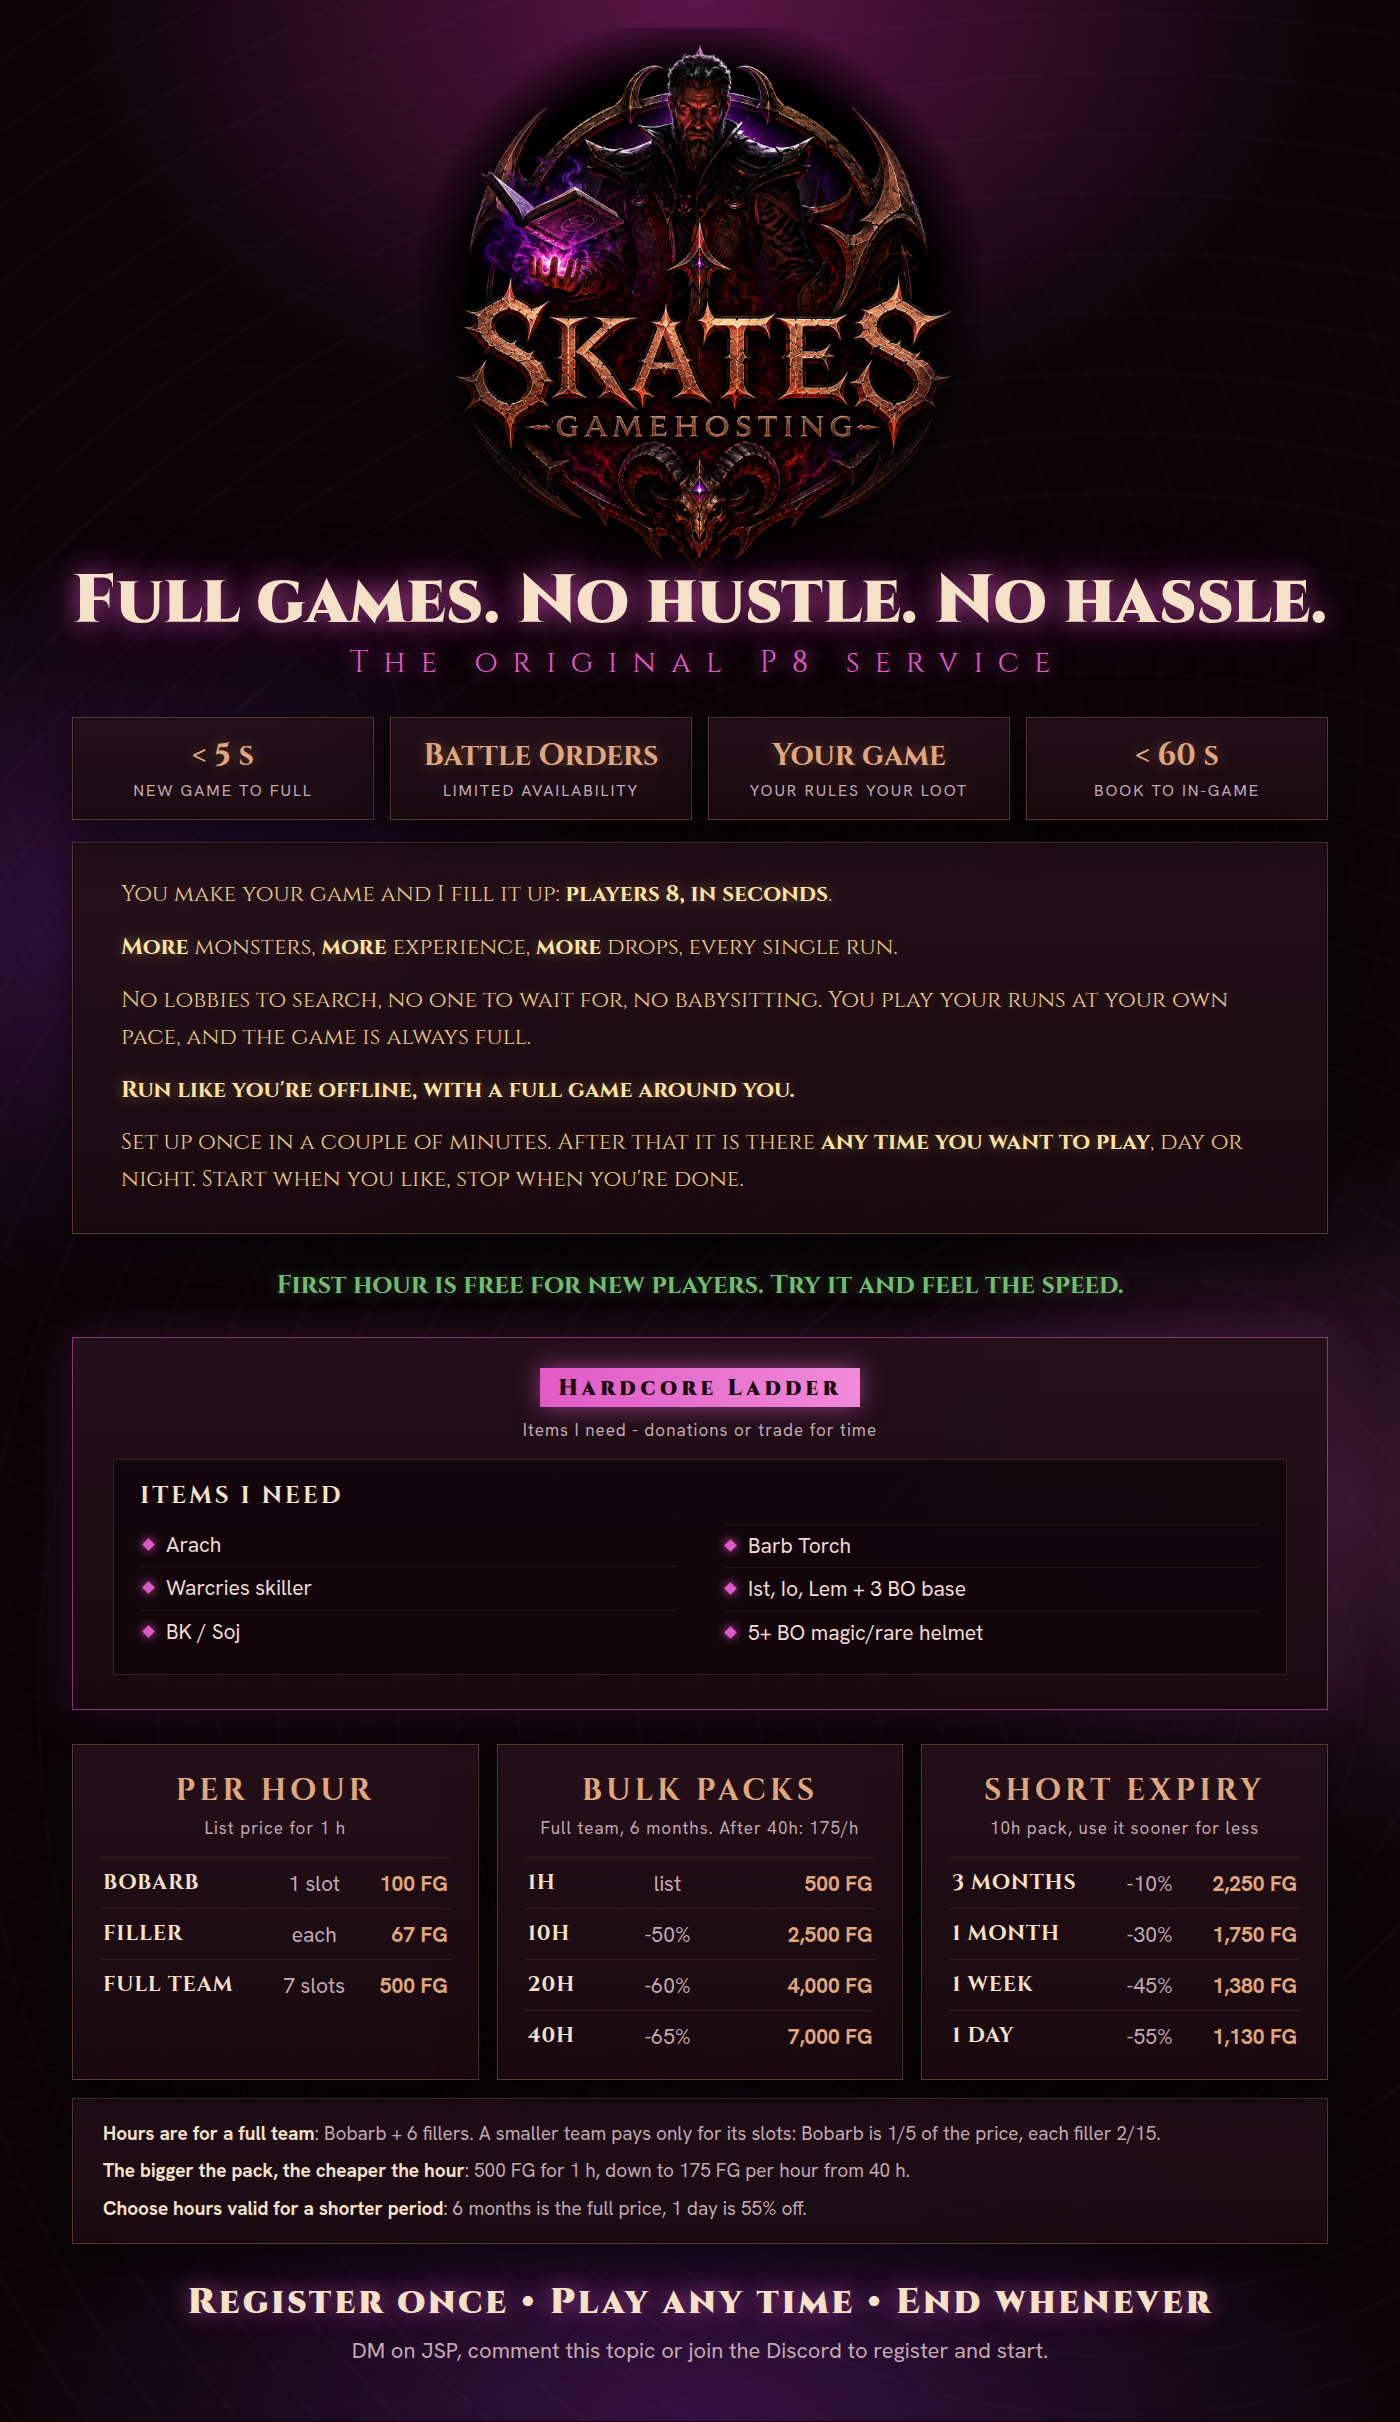 SKATES
GAMEHOSTING
Full games. No hustle. No hassle.
The original P8 service
< 5 s
NEW GAME TO FULL
Battle Orders
LIMITED AVAILABILITY
Your game
YOUR RULES YOUR LOOT
< 60 s
BOOK TO IN-GAME
You make your game and I fill it up: players 8, in seconds.
More monsters, more experience, more drops, every single run.
No lobbies to search, no one to wait for, no babysitting. You play your runs at your own
pace, and the game is always full.
Run like you're offline, with a full game around you.
Set up once in a couple of minutes. After that it is there any time you want to play, day or
night. Start when you like, stop when you're done.
First hour is free for new players. Try it and feel the speed.
Hardcore Ladder
Items I need - donations or trade for time
ITEMS I NEED
Arach
Warcries skiller
BK / Soj
Barb Torch
Ist, Io, Lem + 3 BO base
5+ BO magic/rare helmet
PER HOUR
List price for 1 h
BOBARB 1 slot 100 FG
FILLER each 67 FG
FULL TEAM 7 slots 500 FG
BULK PACKS
Full team, 6 months. After 40h: 175/h
1H list 500 FG
10H -50% 2,500 FG
20H -60% 4,000 FG
40H -65% 7,000 FG
SHORT EXPIRY
10h pack, use it sooner for less
3 MONTHS -10% 2,250 FG
1 MONTH -30% 1,750 FG
1 WEEK -45% 1,380 FG
1 DAY -55% 1,130 FG
Hours are for a full team: Bobarb + 6 fillers. A smaller team pays only for its slots: Bobarb is 1/5 of the price, each filler 2/15.
The bigger the pack, the cheaper the hour: 500 FG for 1 h, down to 175 FG per hour from 40 h.
Choose hours valid for a shorter period: 6 months is the full price, 1 day is 55% off.
Register once • Play any time • End whenever
DM on JSP, comment this topic or join the Discord to register and start.